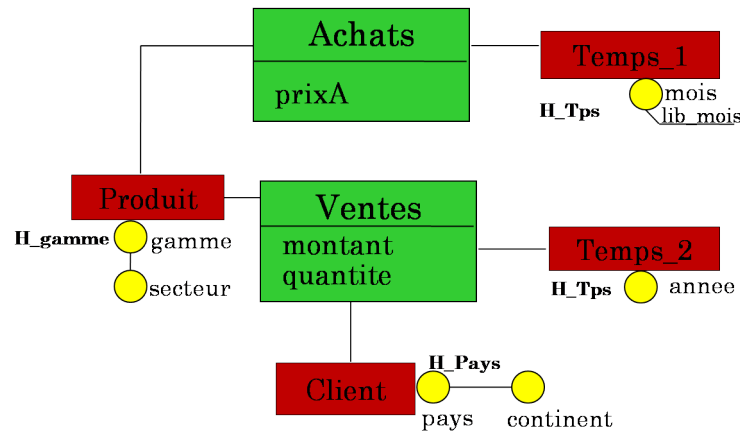 Achats
prixA
Temps_1
mois
H_Tps
lib_mois
Produit
H_gamme
gamme
secteur
Ventes
montant
quantite
Temps_2
H_Tps
annee
H_Pays
Client
pays
continent